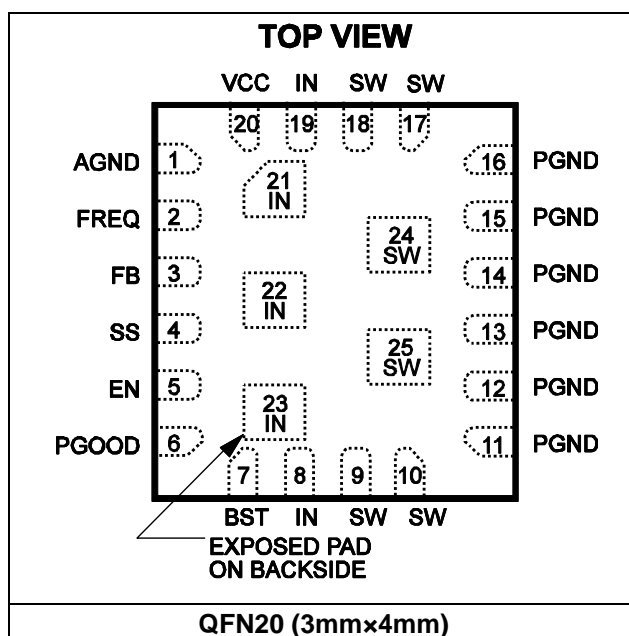 TOP VIEW
VCC IN SW SW
20 19 18 17
AGND 1 16 PGND
21
IN
FREQ 2 15 PGND
24
SW
FB 3 14 PGND
22
IN
SS 4 13 PGND
25
SW
EN 5 12 PGND
23
IN
PGOOD 6 11 PGND
7 8 9 10
BST IN SW SW
EXPOSED PAD
ON BACKSIDE
QFN20 (3mm×4mm)